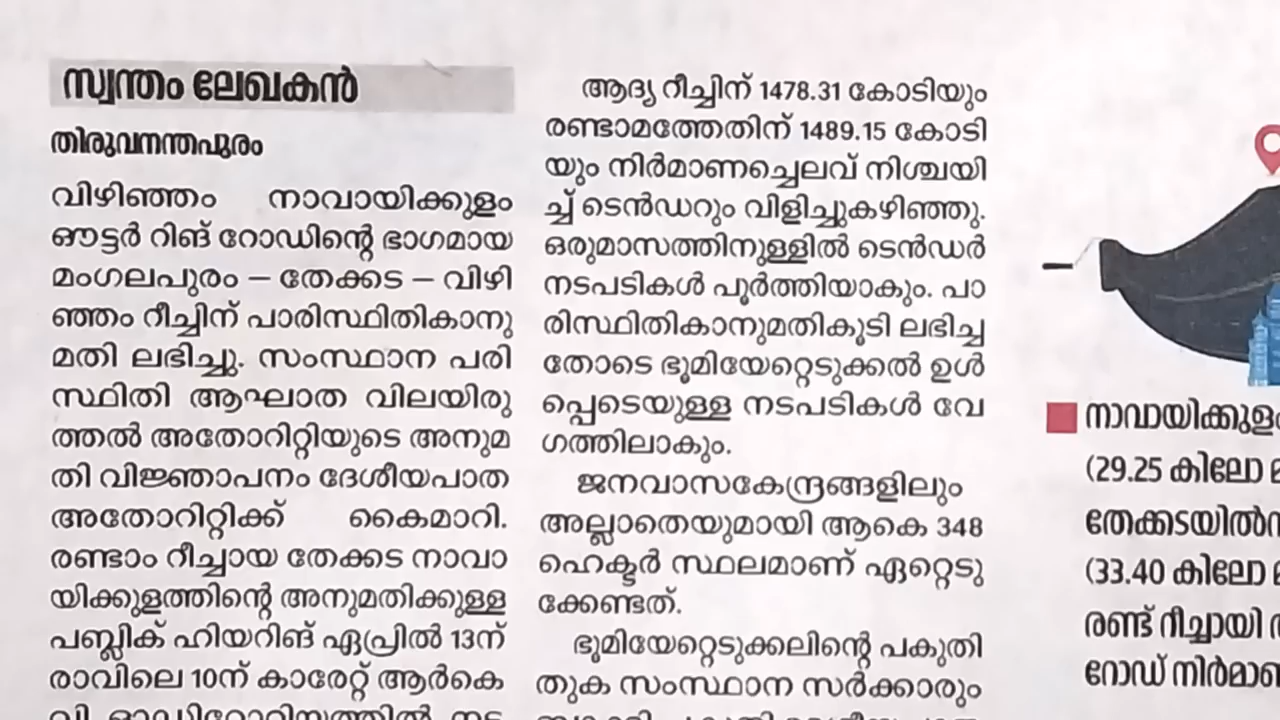 സ്വന്തം ലേഖകൻ
തിരുവനന്തപുരം
വിഴിഞ്ഞം നാവായിക്കുളം
ഔട്ടർ റിങ് റോഡിന്റെ ഭാഗമായ
മംഗലപുരം – തേക്കട – വിഴി
ഞ്ഞം റീച്ചിന് പാരിസ്ഥിതികാനു
മതി ലഭിച്ചു. സംസ്ഥാന പരി
സ്ഥിതി ആഘാത വിലയിരു
ത്തൽ അതോറിറ്റിയുടെ അനുമ
തി വിജ്ഞാപനം ദേശീയപാത
അതോറിറ്റിക്ക് കൈമാറി.
രണ്ടാം റീച്ചായ തേക്കട നാവാ
യിക്കുളത്തിന്റെ അനുമതിക്കുള്ള
പബ്ലിക് ഹിയറിങ് ഏപ്രിൽ 13ന്
രാവിലെ 10ന് കാരേറ്റ് ആർകെ
ആദ്യ റീച്ചിന് 1478.31 കോടിയും
രണ്ടാമത്തേതിന് 1489.15 കോടി
യും നിർമാണച്ചെലവ് നിശ്ചയി
ച്ച് ടെൻഡറും വിളിച്ചുകഴിഞ്ഞു.
ഒരുമാസത്തിനുള്ളിൽ ടെൻഡർ
നടപടികൾ പൂർത്തിയാകും. പാ
രിസ്ഥിതികാനുമതികൂടി ലഭിച്ച
തോടെ ഭൂമിയേറ്റെടുക്കൽ ഉൾ
പ്പെടെയുള്ള നടപടികൾ വേ
ഗത്തിലാകും.
ജനവാസകേന്ദ്രങ്ങളിലും
അല്ലാതെയുമായി ആകെ 348
ഹെക്ടർ സ്ഥലമാണ് ഏറ്റെടു
ക്കേണ്ടത്.
ഭൂമിയേറ്റെടുക്കലിന്റെ പകുതി
തുക സംസ്ഥാന സർക്കാരും
(29.25 കിലോ
(33.40 കിലോ
രണ്ട് റീച്ചായി
റോഡ്